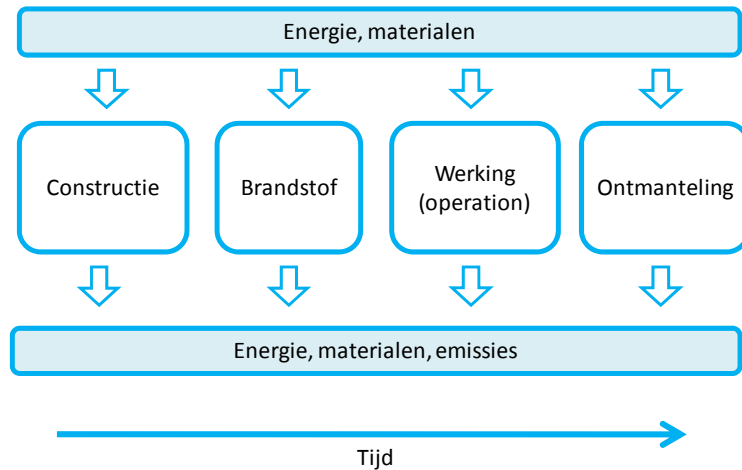 Energie, materialen
Constructie
Brandstof
Werking
(operation)
Ontmanteling
Energie, materialen, emissies
Tijd